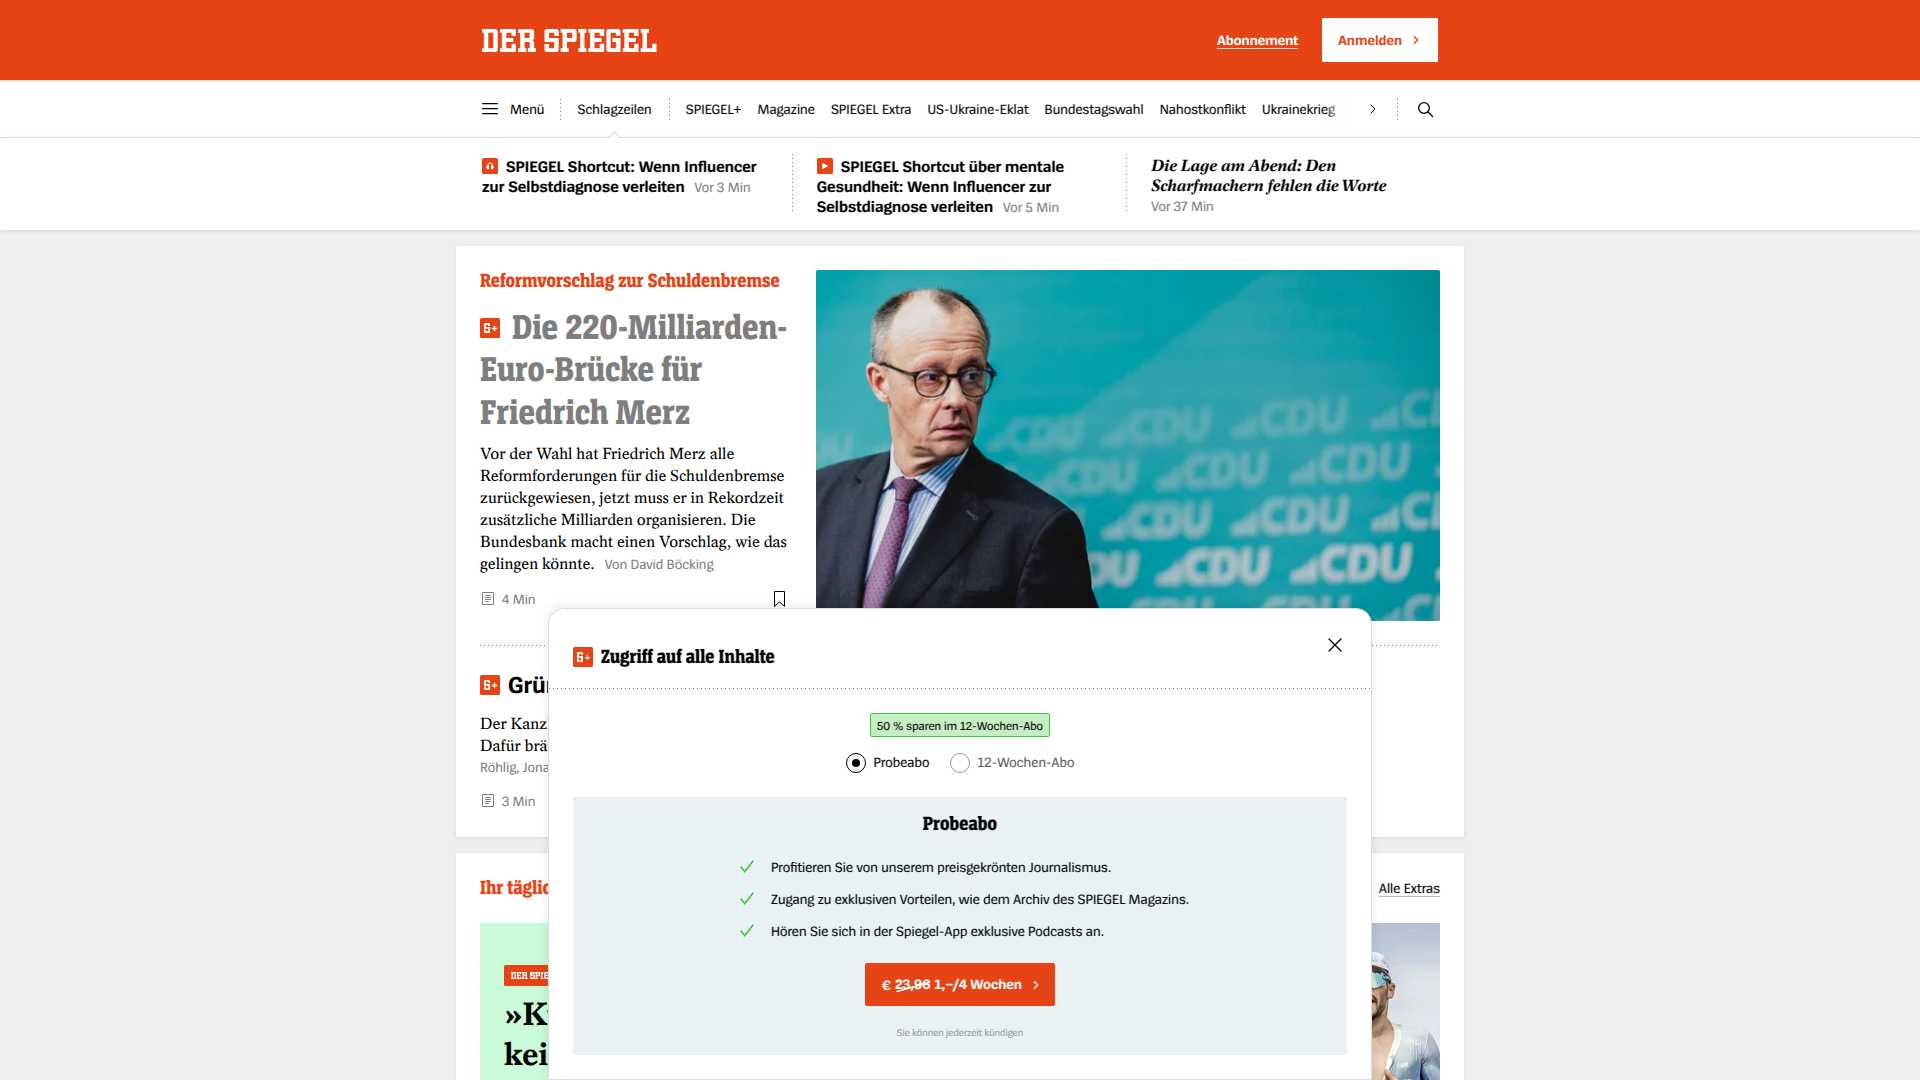 DER SPIEGEL
Abonnement
Anmelden
Menü
Schlagzeilen
SPIEGEL+
Magazine
SPIEGEL Extra
US-Ukraine-Eklat
Bundestagswahl
Nahostkonflikt
Ukrainekrieg
SPIEGEL Shortcut: Wenn Influencer
zur Selbstdiagnose verleiten Vor 3 Min
SPIEGEL Shortcut über mentale
Gesundheit: Wenn Influencer zur
Selbstdiagnose verleiten Vor 5 Min
Die Lage am Abend: Den
Scharfmachern fehlen die Worte
Vor 37 Min
Reformvorschlag zur Schuldenbremse
S+ Die 220-Milliarden-
Euro-Brücke für
Friedrich Merz
Vor der Wahl hat Friedrich Merz alle
Reformforderungen für die Schuldenbremse
zurückgewiesen, jetzt muss er in Rekordzeit
zusätzliche Milliarden organisieren. Die
Bundesbank macht einen Vorschlag, wie das
gelingen könnte. Von David Böcking
4 Min
CDU CDU
CDU CDU CDU
CDU CDU
CDU CDU
S+ Zugriff auf alle Inhalte
S+ Grü
Der Kanz
Dafür brä
Röhlig, Jona
3 Min
50 % sparen im 12-Wochen-Abo
Probeabo
12-Wochen-Abo
Probeabo
Profitieren Sie von unserem preisgekrönten Journalismus.
Zugang zu exklusiven Vorteilen, wie dem Archiv des SPIEGEL Magazins.
Hören Sie sich in der Spiegel-App exklusive Podcasts an.
€ 23,96 1,–/4 Wochen
Sie können jederzeit kündigen
Ihr täglic
Alle Extras
DER SPIE
»K
kei